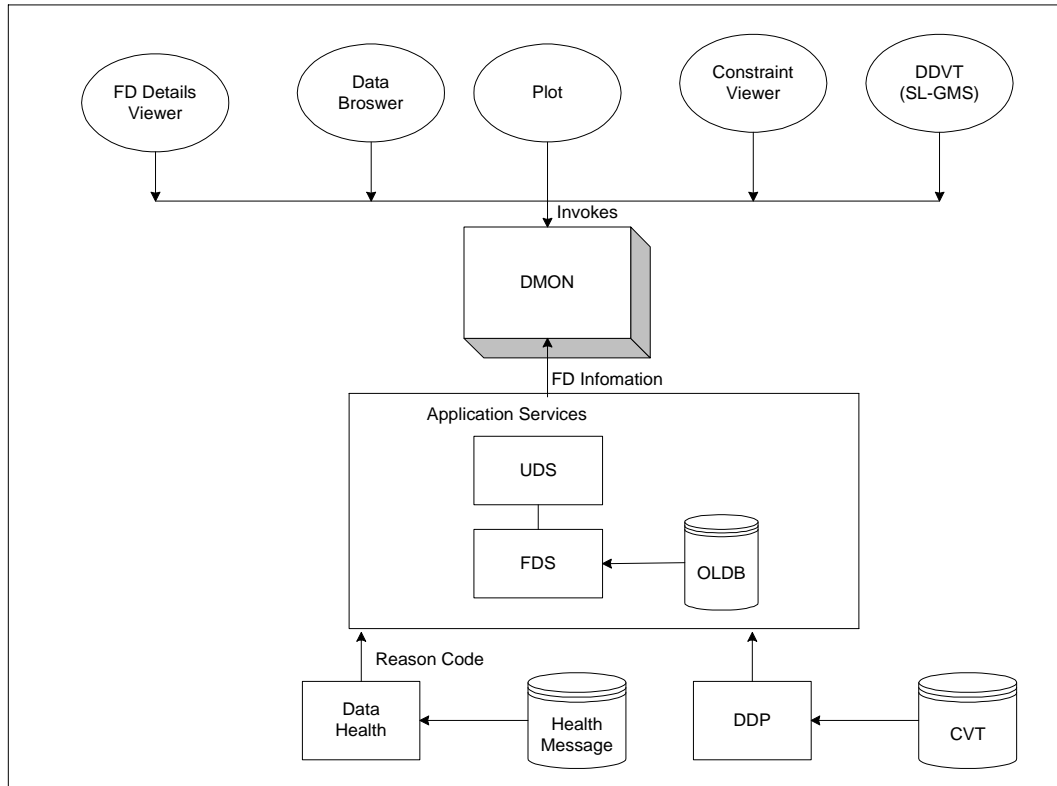 FD Details
Viewer
Data
Broswer
Plot
Constraint
Viewer
DDVT
(SL-GMS)
Invokes
DMON
FD Infomation
Application Services
UDS
FDS
OLDB
Reason Code
Data
Health
Health
Message
DDP
CVT